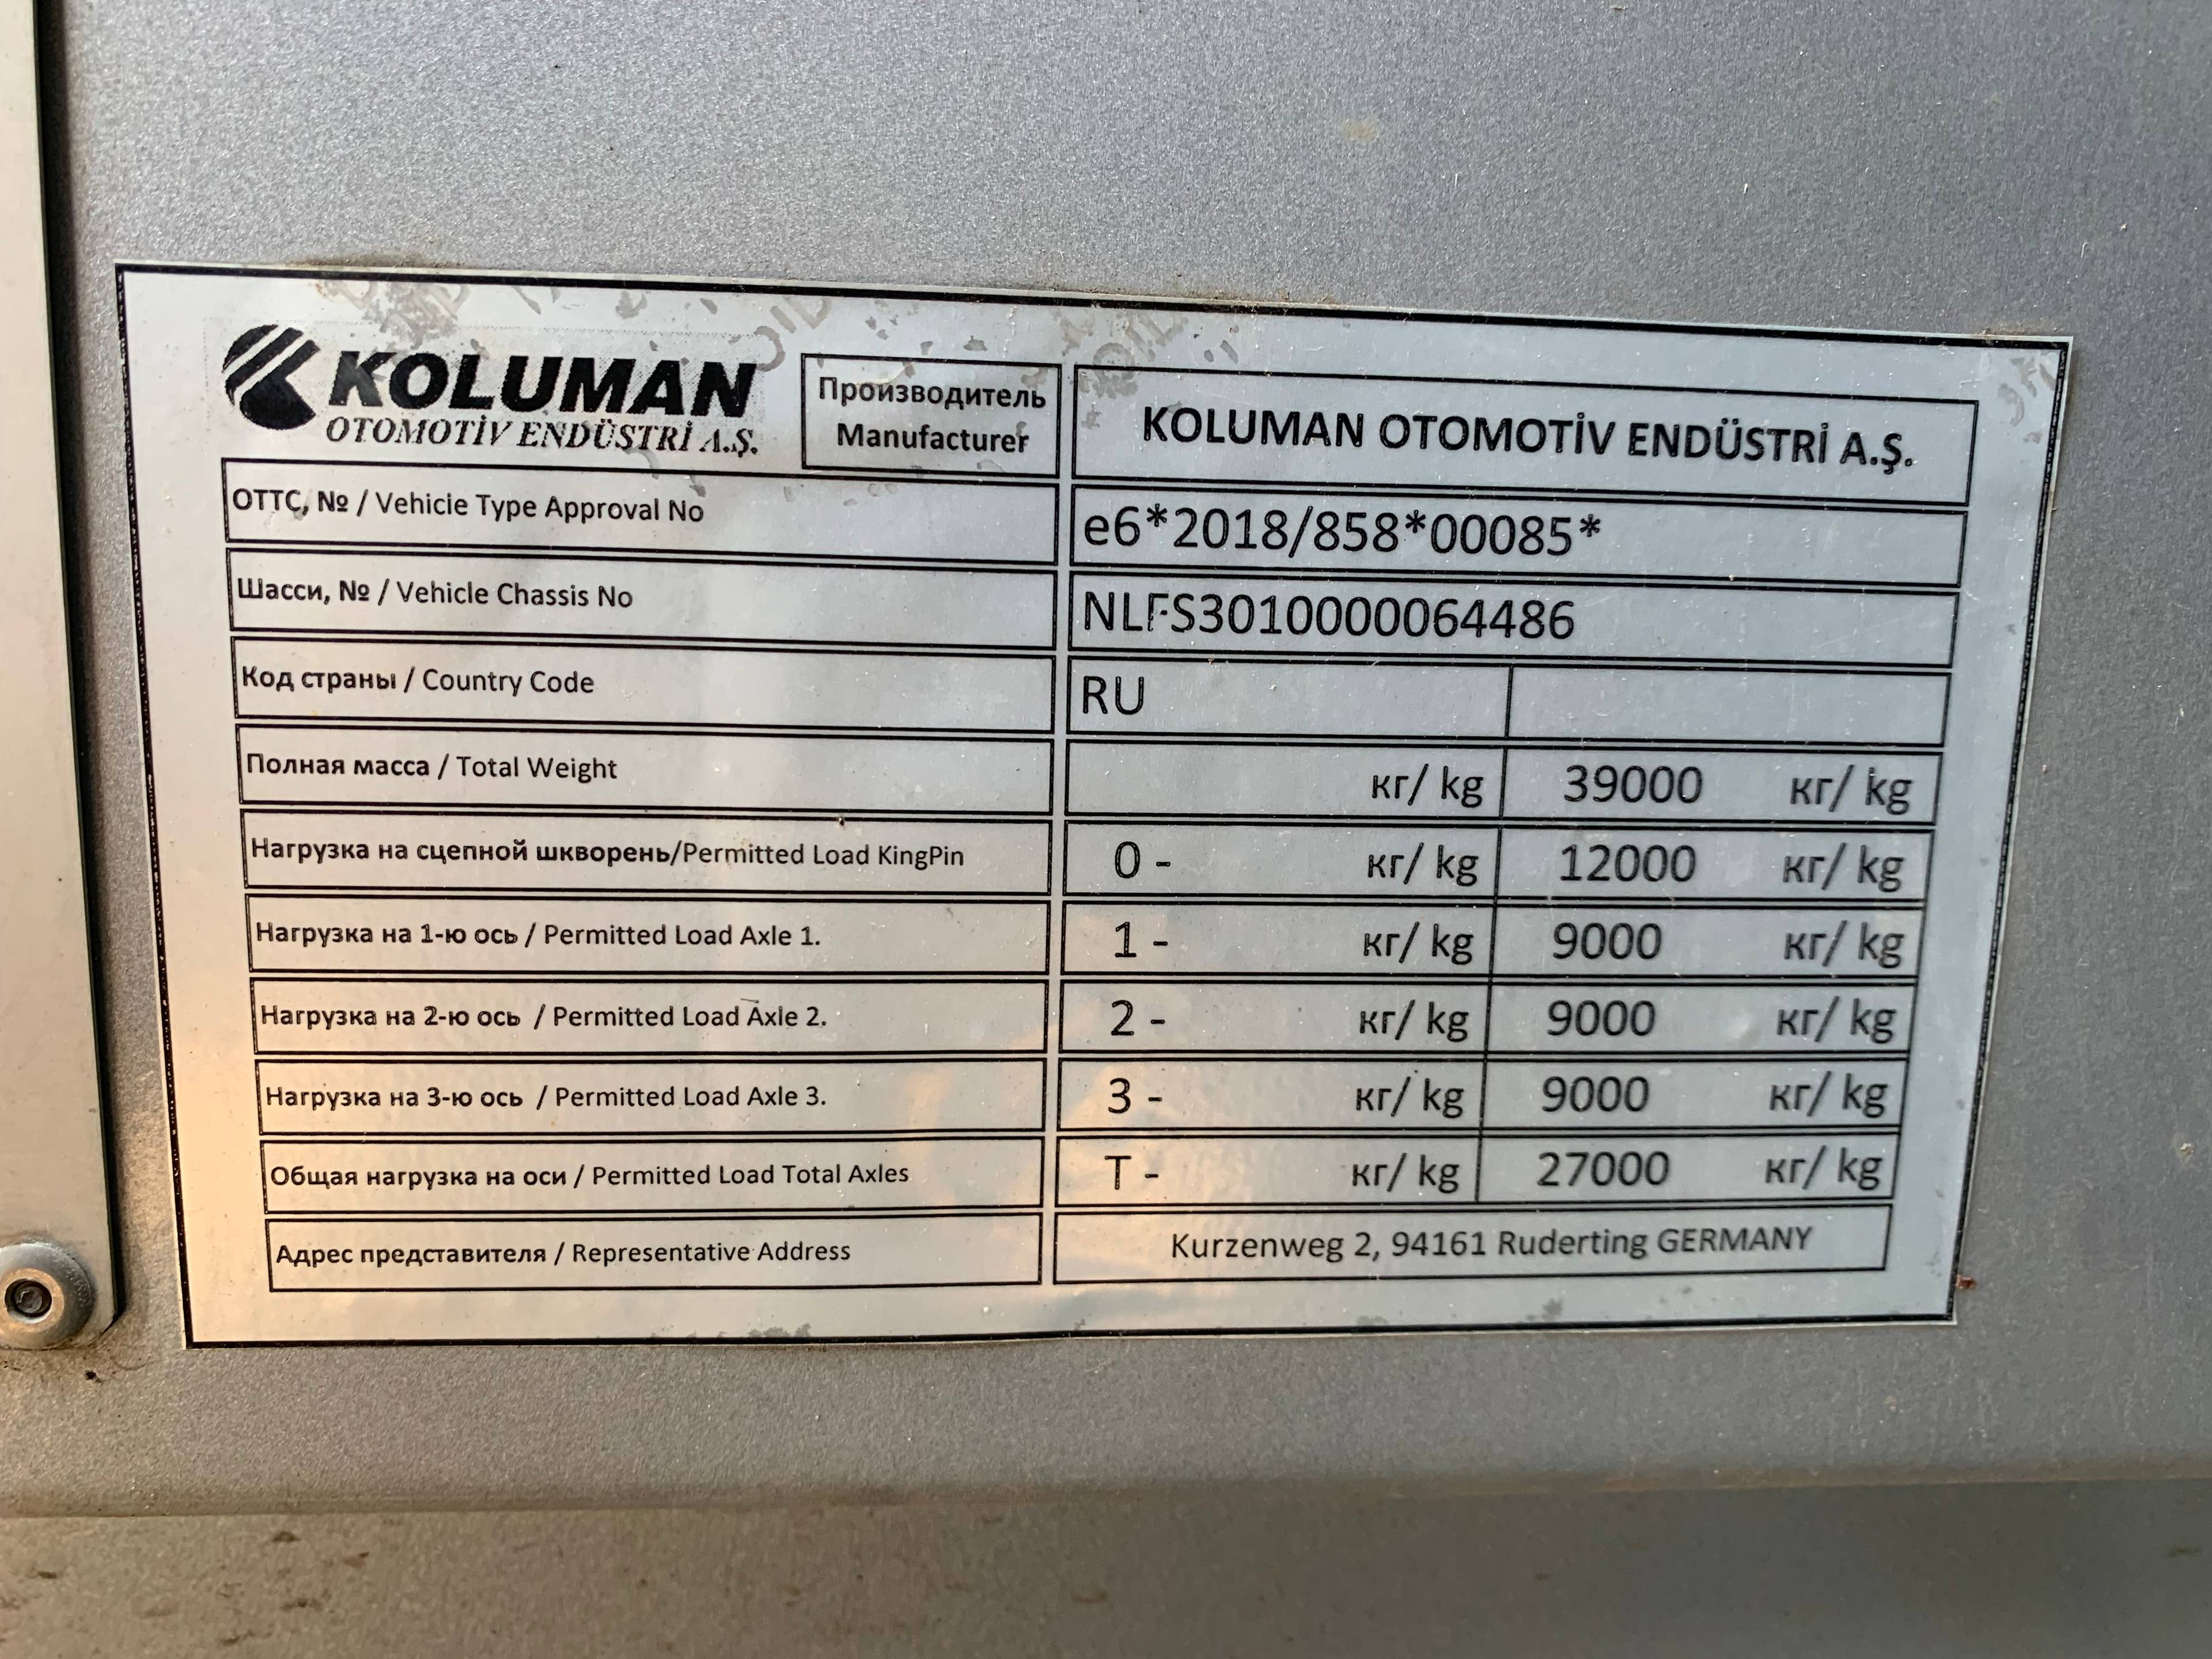 KOLUMAN
OTOMOTİV ENDÜSTRİ A.Ş.
Производитель
Manufacturer
KOLUMAN OTOMOTİV ENDÜSTRİ A.Ş.
ОТТС, № / Vehicle Type Approval No
e6*2018/858*00085*
Шасси, № / Vehicle Chassis No
NLFS3010000064486
Код страны / Country Code
RU
Полная масса / Total Weight
кг/ kg
39000 кг/ kg
Нагрузка на сцепной шкворень/Permitted Load KingPin
0 - кг/ kg
12000 кг/ kg
Нагрузка на 1-ю ось / Permitted Load Axle 1.
1 - кг/ kg
9000 кг/ kg
Нагрузка на 2-ю ось / Permitted Load Axle 2.
2 - кг/ kg
9000 кг/ kg
Нагрузка на 3-ю ось / Permitted Load Axle 3.
3 - кг/ kg
9000 кг/ kg
Общая нагрузка на оси / Permitted Load Total Axles
T - кг/ kg
27000 кг/ kg
Адрес представителя / Representative Address
Kurzenweg 2, 94161 Ruderting GERMANY